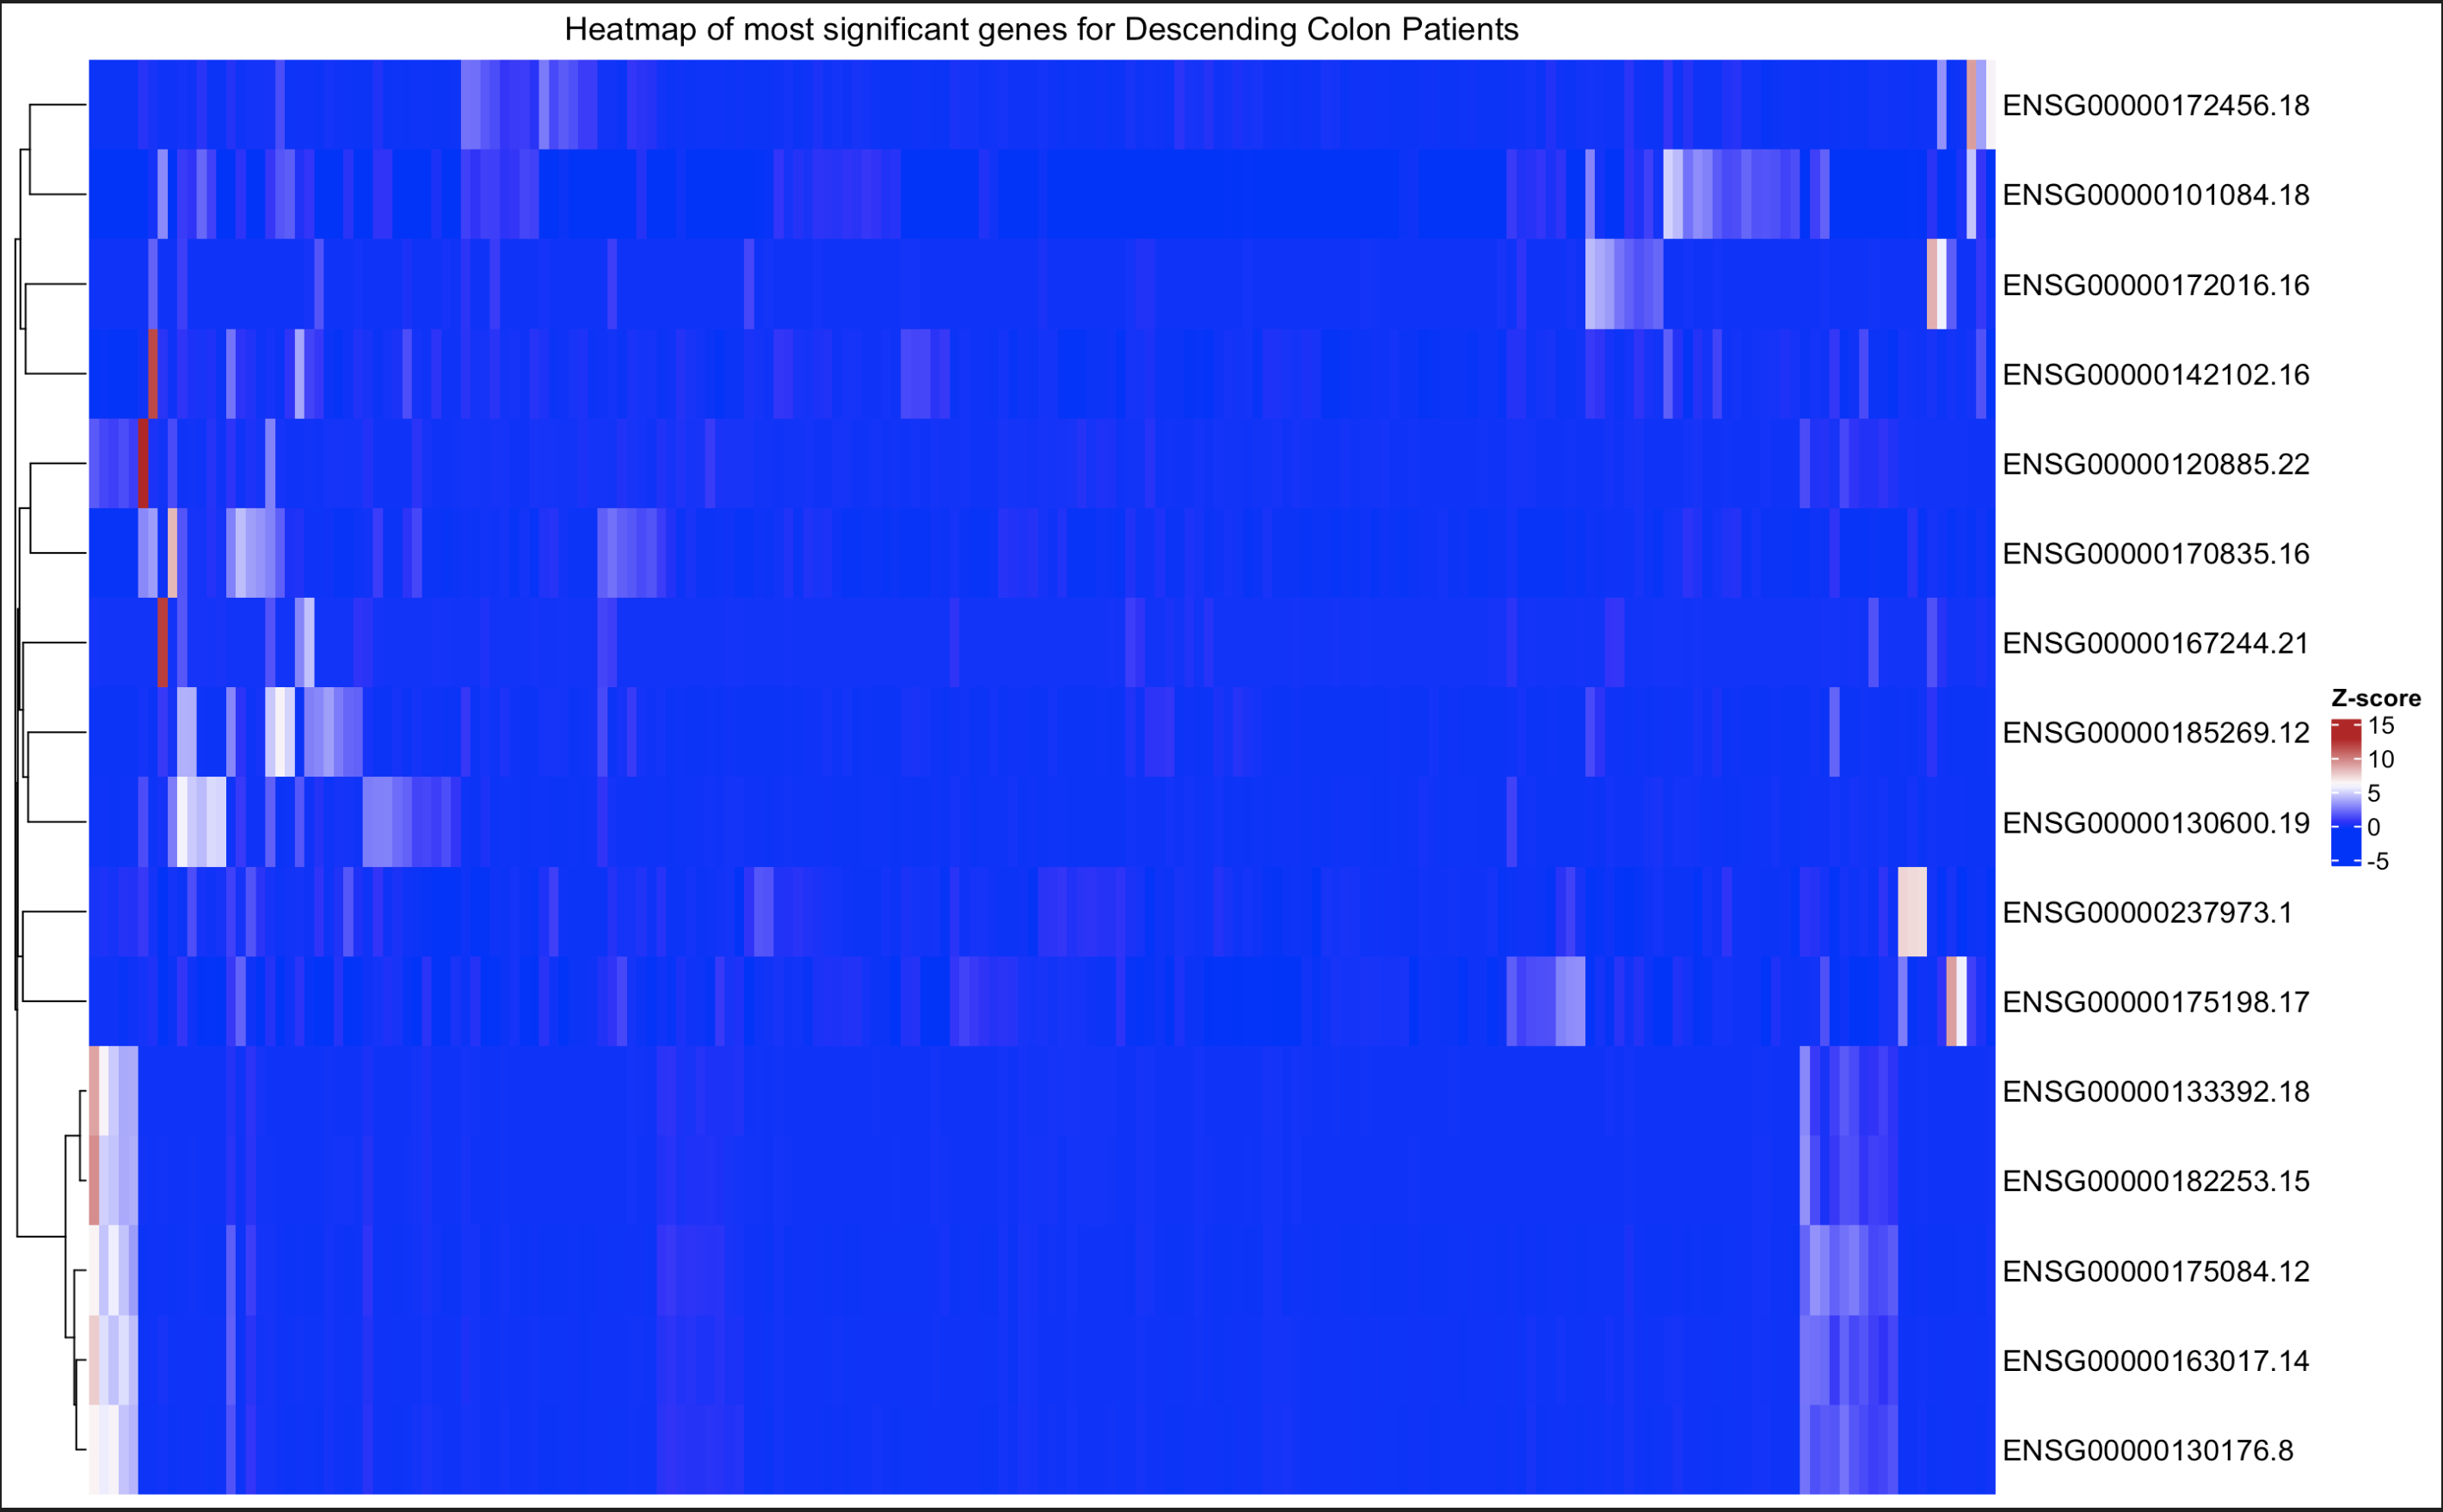 Heatmap of most significant genes for Descending Colon Patients
ENSG00000172456.18
ENSG00000101084.18
ENSG00000172016.16
ENSG00000142102.16
ENSG00000120885.22
ENSG00000170835.16
ENSG00000167244.21
ENSG00000185269.12
ENSG00000130600.19
ENSG00000237973.1
ENSG00000175198.17
ENSG00000133392.18
ENSG00000182253.15
ENSG00000175084.12
ENSG00000163017.14
ENSG00000130176.8
Z-score
15
10
5
0
-5